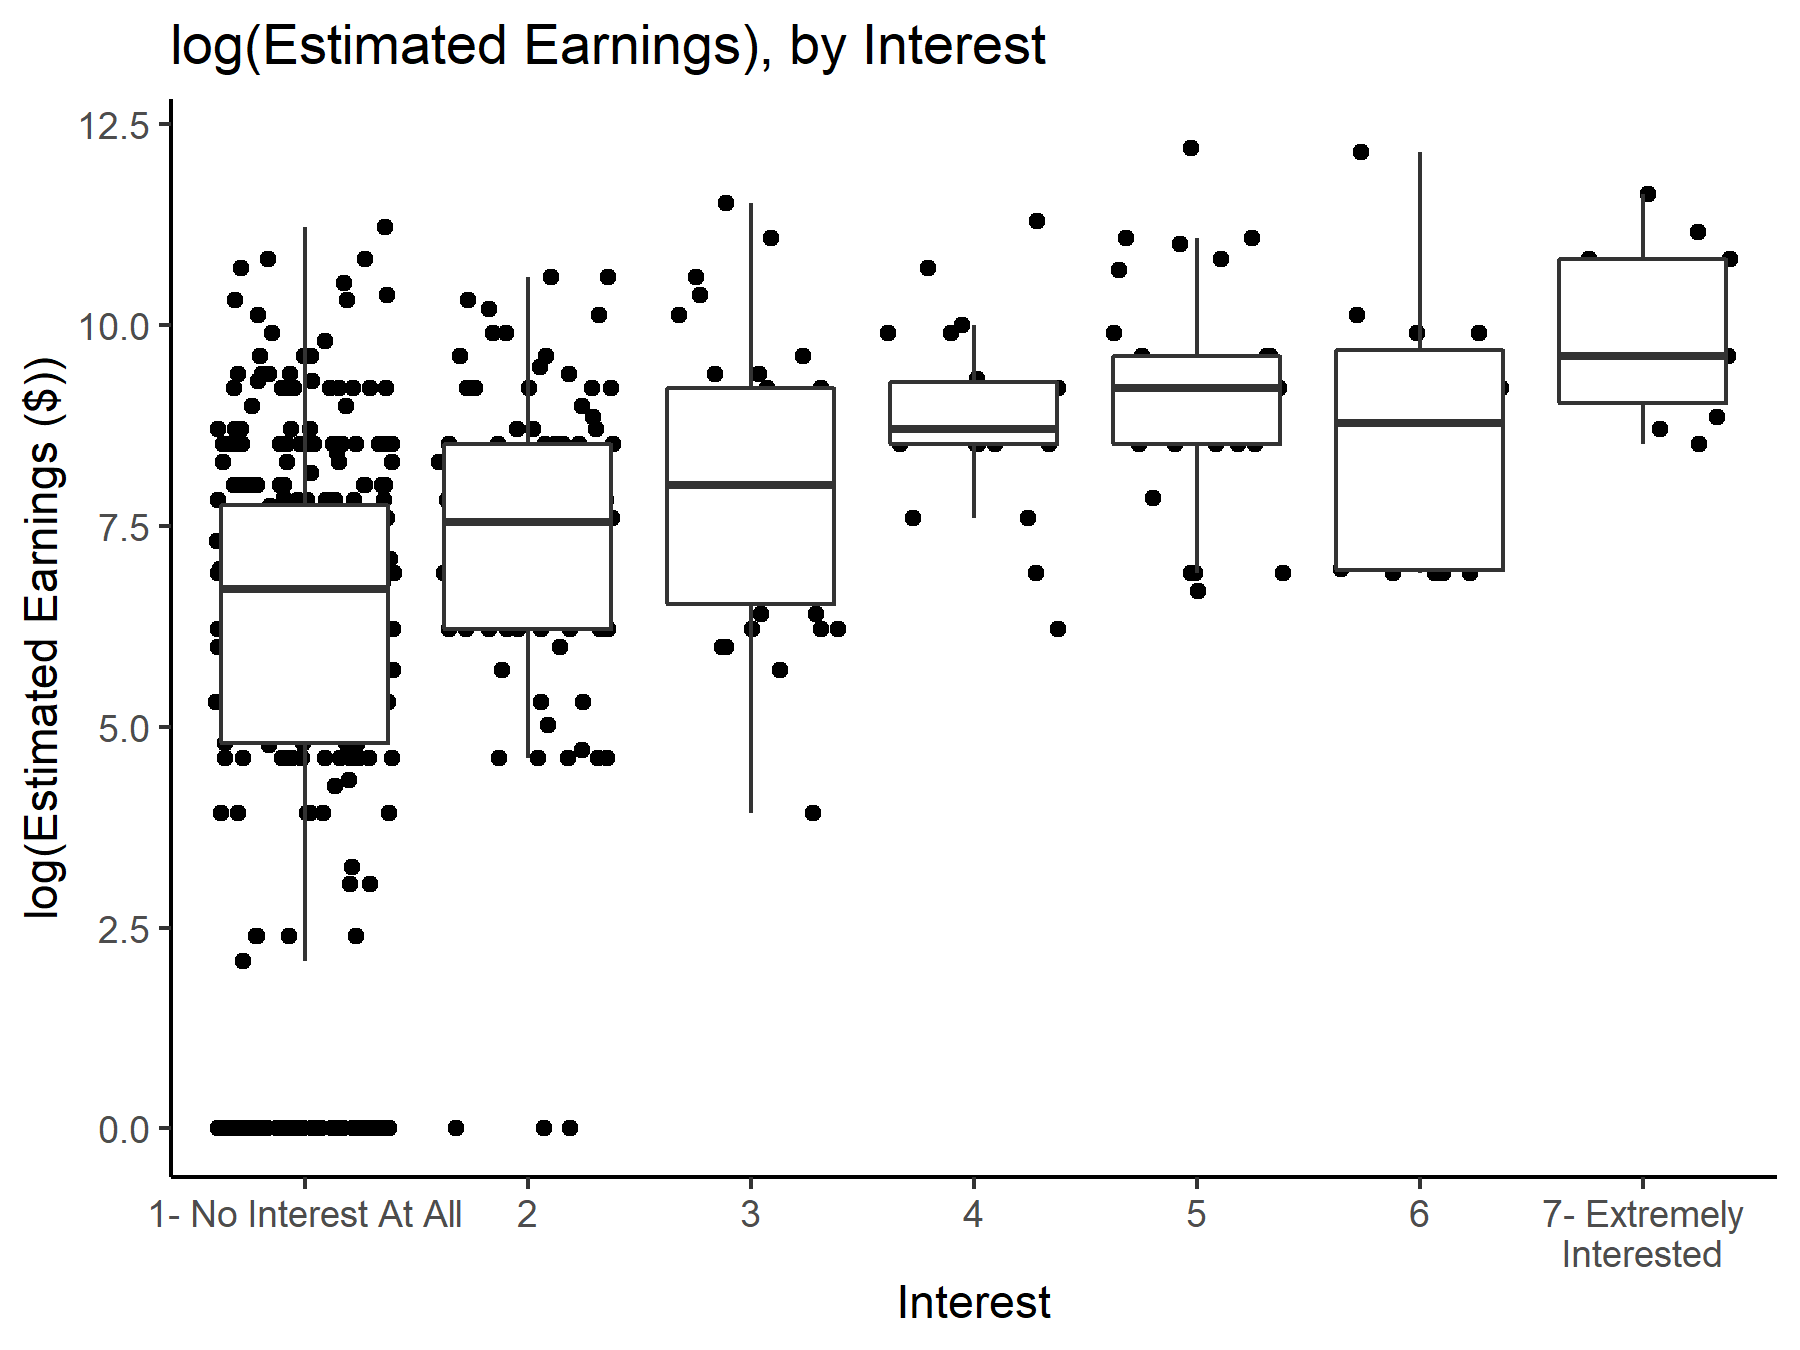 log(Estimated Earnings), by Interest
log(Estimated Earnings ($))
12.5
10.0
7.5
5.0
2.5
0.0
1- No Interest At All
2
3
4
5
6
7- Extremely
Interested
Interest